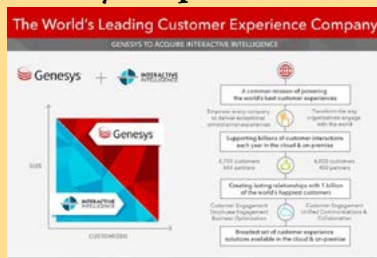 The World's Leading Customer Experience Company
GENESYS TO ACQUIRE INTERACTIVE INTELLIGENCE
Genesys + INTERACTIVE INTELLIGENCE
A common mission of powering
the world's best customer experiences
Empower every company
to deliver exceptional
omnichannel experiences
Transform the way
organizations engage
with the world
Supporting billions of customer interactions
each year in the cloud & on-premise
customers
partners
6,000 customers
400 partners
Creating lasting relationships with 1 billion
of the world's happiest customers
Customer Engagement
Employee Engagement
Business Optimization
Customer Engagement
Unified Communications &
Collaboration
Broadest set of customer experience
solutions available in the cloud & on-premise
SIZE
Genesys
INTERACTIVE INTELLIGENCE
CUSTOMIZED